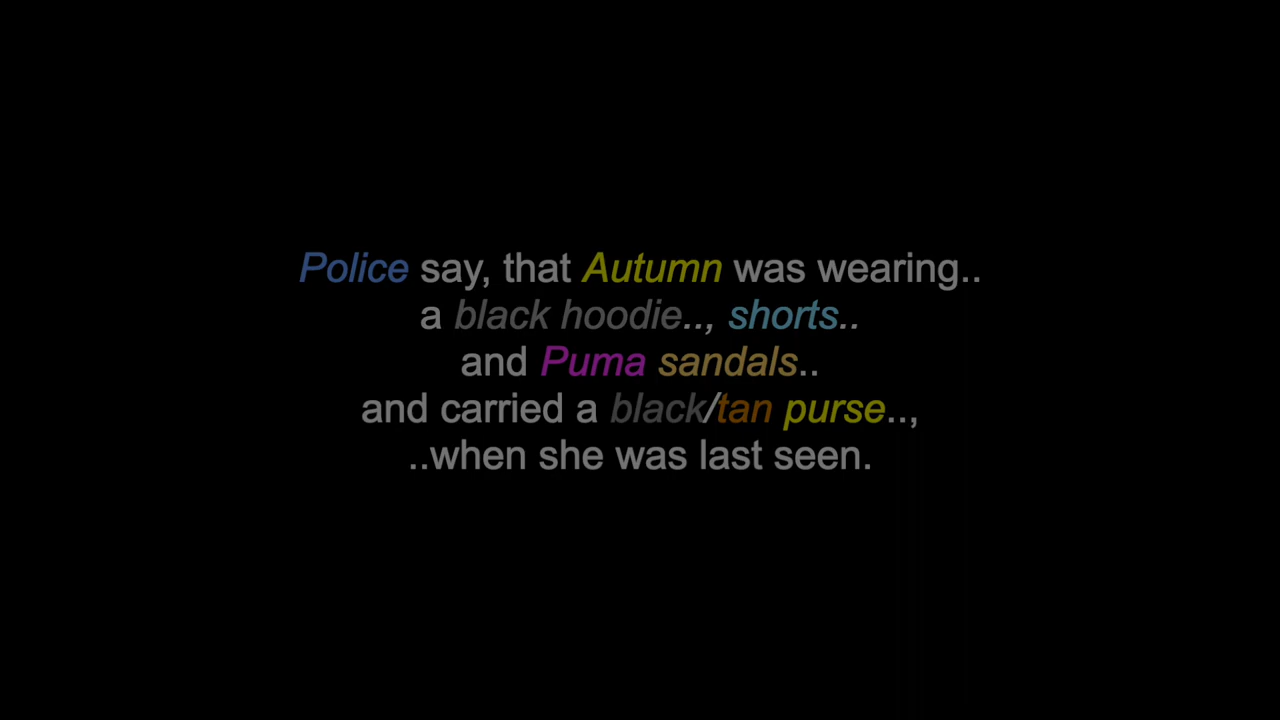 Police say, that Autumn was wearing..
a black hoodie.., shorts..
and Puma sandals..
and carried a black/tan purse..,
..when she was last seen.